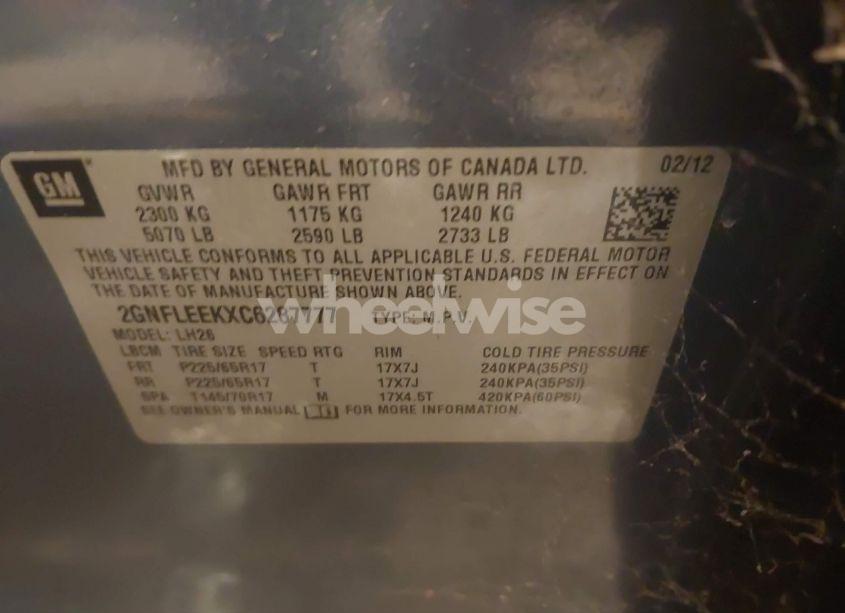 GM
MFD BY GENERAL MOTORS OF CANADA LTD. 02/12
GVWR GAWR FRT GAWR RR
2300 KG 1175 KG 1240 KG
5070 LB 2590 LB 2733 LB
THIS VEHICLE CONFORMS TO ALL APPLICABLE U.S. FEDERAL MOTOR
VEHICLE SAFETY AND THEFT PREVENTION STANDARDS IN EFFECT ON
THE DATE OF MANUFACTURE SHOWN ABOVE.
wheelwise
2GNFLEEKXC6287777 TYPE: M.P.V.
MODEL: LH26
LBCM TIRE SIZE SPEED RTG RIM COLD TIRE PRESSURE
FRT P225/65R17 T 17X7J 240KPA(35PSI)
RR P225/65R17 T 17X7J 240KPA(35PSI)
SPA T145/70R17 M 17X4.5T 420KPA(60PSI)
SEE OWNER'S MANUAL FOR MORE INFORMATION.